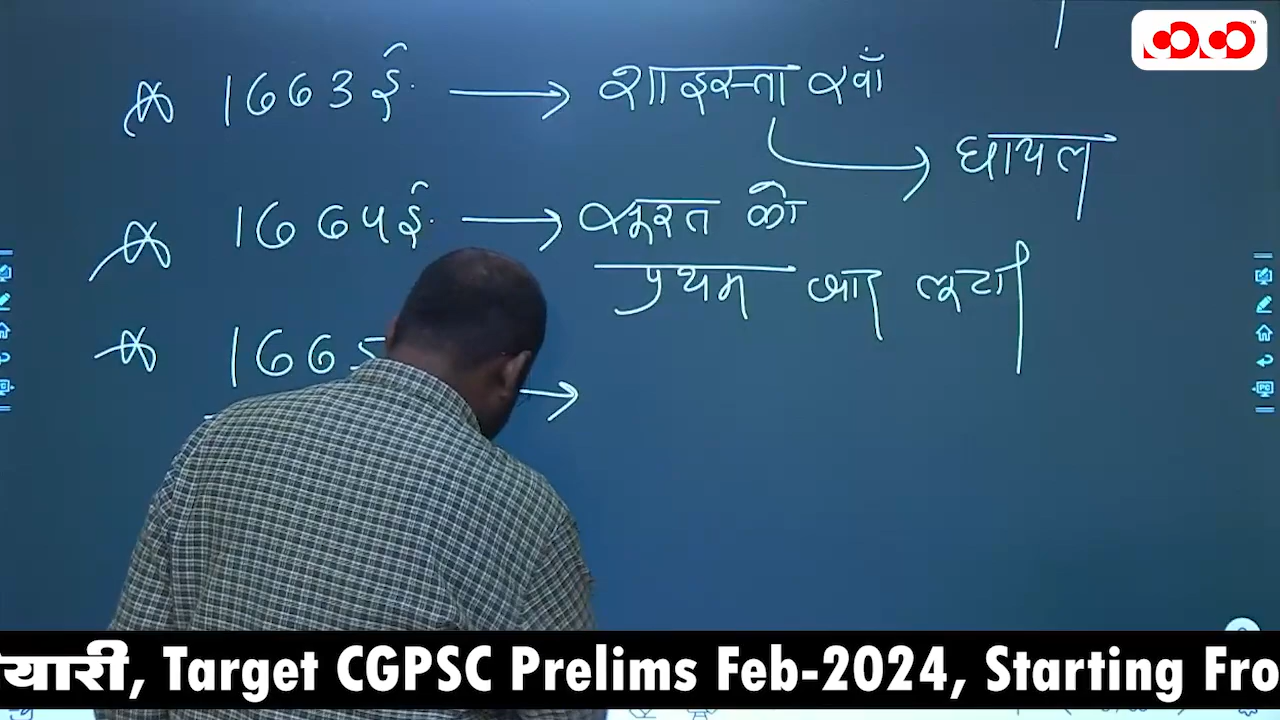 1663 ई. → शाइस्ता खाँ
→ घायल
1664 ई. → सूरत को
प्रथम बार लूटा
1665 →
यारी, Target CGPSC Prelims Feb-2024, Starting Fro